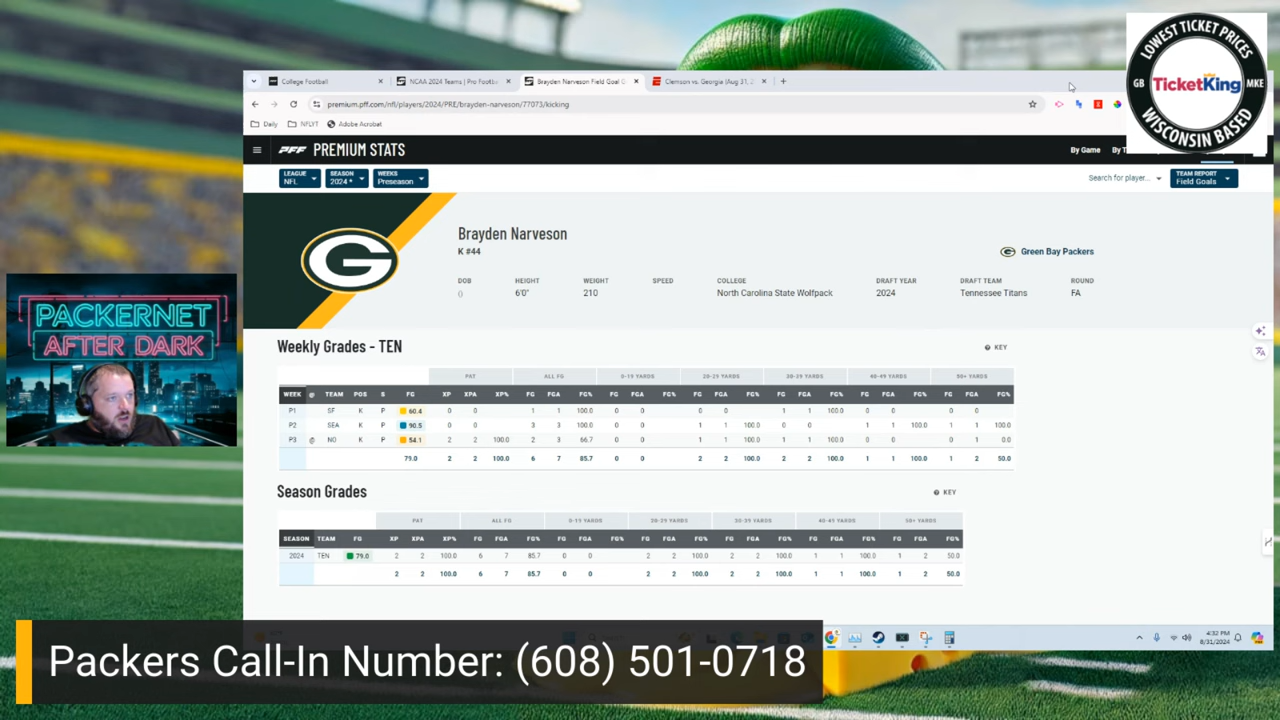 LOWEST TICKET PRICES
GB TicketKing MKE
WISCONSIN BASED
College Football
NCAA 2024 Teams | Pro Footba
Brayden Narveson Field Goal G
Clemson vs. Georgia (Aug 31, 2
premium.pff.com/nfl/players/2024/PRE/brayden-narveson/77073/kicking
Daily NFLYT Adobe Acrobat
PFF PREMIUM STATS
By Game By T
LEAGUE SEASON WEEKS
NFL 2024 * Preseason
Search for player...
TEAM REPORT
Field Goals
Brayden Narveson
K #44
Green Bay Packers
DOB HEIGHT WEIGHT SPEED COLLEGE DRAFT YEAR DRAFT TEAM ROUND
() 6'0" 210 North Carolina State Wolfpack 2024 Tennessee Titans FA
G
PACKERNET
AFTER DARK
Weekly Grades - TEN
KEY
PAT ALL FG 0-19 YARDS 20-29 YARDS 30-39 YARDS 40-49 YARDS 50+ YARDS
WEEK @ TEAM POS S FG XP XPA XP% FG FGA FG% FG FGA FG% FG FGA FG% FG FGA FG% FG FGA FG% FG FGA FG%
P1 SF K P 60.4 0 0 1 1 100.0 0 0 0 0 1 1 100.0 0 0 0 0
P2 SEA K P 90.5 0 0 3 3 100.0 0 0 1 1 100.0 0 0 1 1 100.0 1 1 100.0
P3 @ NO K P 54.1 2 2 100.0 2 3 66.7 0 0 1 1 100.0 1 1 100.0 0 0 0 1 0.0
79.0 2 2 100.0 6 7 85.7 0 0 2 2 100.0 2 2 100.0 1 1 100.0 1 2 50.0
Season Grades
KEY
PAT ALL FG 0-19 YARDS 20-29 YARDS 30-39 YARDS 40-49 YARDS 50+ YARDS
SEASON TEAM FG XP XPA XP% FG FGA FG% FG FGA FG% FG FGA FG% FG FGA FG% FG FGA FG% FG FGA FG%
2024 TEN 79.0 2 2 100.0 6 7 85.7 0 0 2 2 100.0 2 2 100.0 1 1 100.0 1 2 50.0
2 2 100.0 6 7 85.7 0 0 2 2 100.0 2 2 100.0 1 1 100.0 1 2 50.0
4:32 PM
8/31/2024
Packers Call-In Number: (608) 501-0718